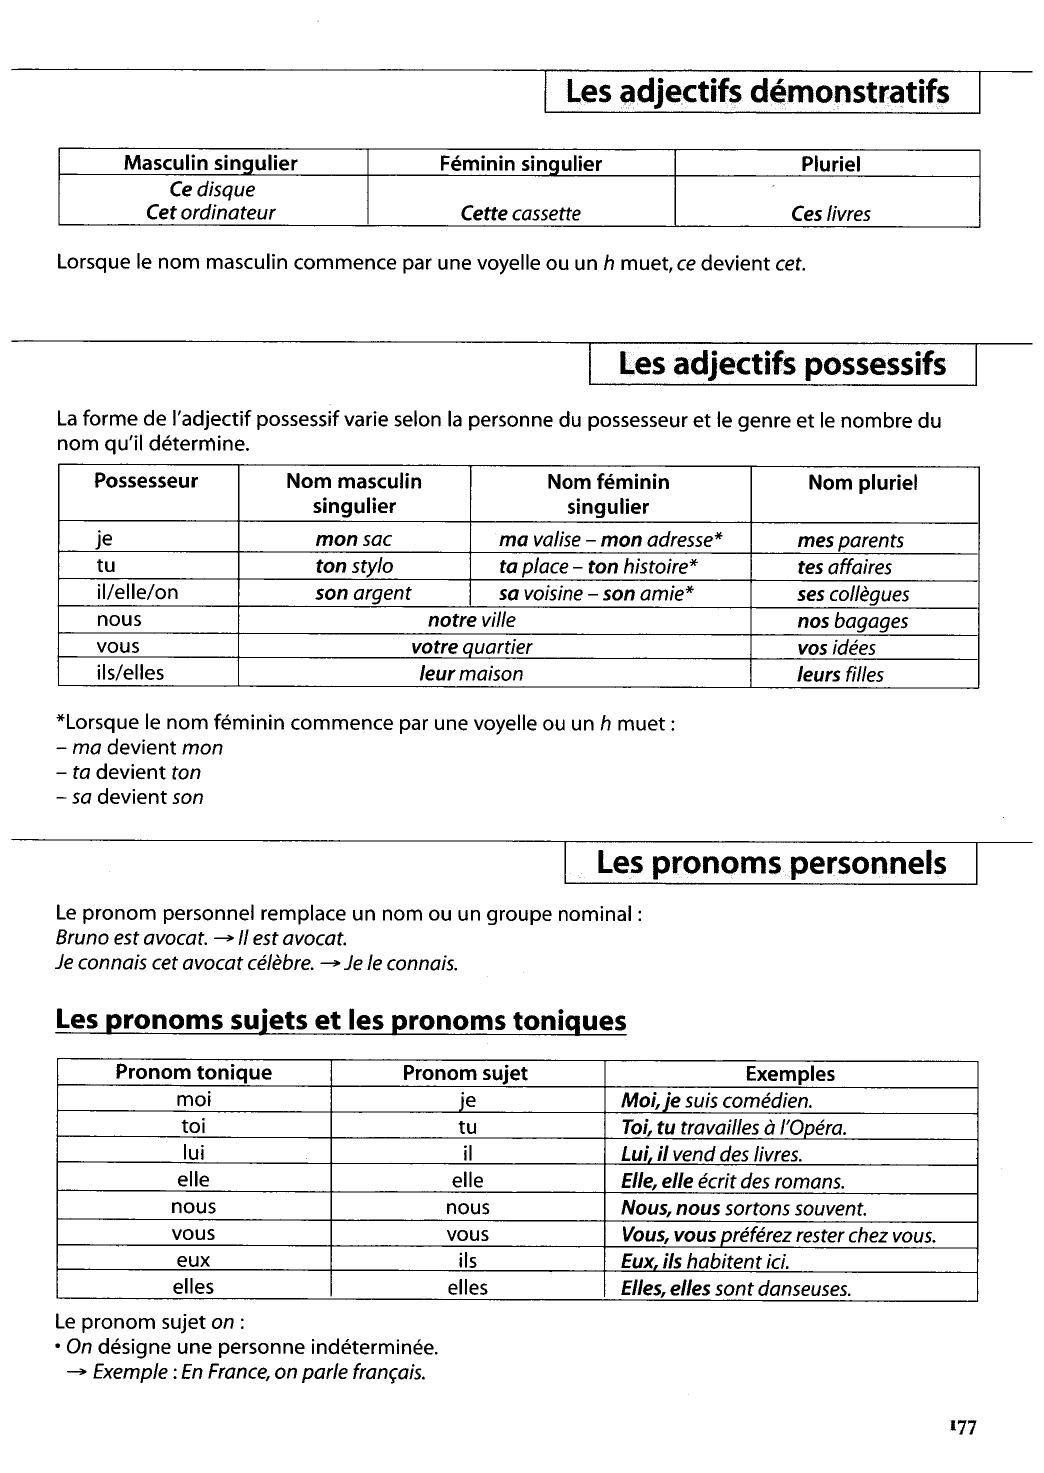 Les adjectifs démonstratifs
Masculin singulier Féminin singulier Pluriel
Ce disque
Cet ordinateur Cette cassette Ces livres
Lorsque le nom masculin commence par une voyelle ou un h muet, ce devient cet.
Les adjectifs possessifs
La forme de l'adjectif possessif varie selon la personne du possesseur et le genre et le nombre du
nom qu'il détermine.
Possesseur Nom masculin Nom féminin Nom pluriel
singulier singulier
je mon sac ma valise – mon adresse* mes parents
tu ton stylo ta place – ton histoire* tes affaires
il/elle/on son argent sa voisine – son amie* ses collègues
nous notre ville nos bagages
vous votre quartier vos idées
ils/elles leur maison leurs filles
*Lorsque le nom féminin commence par une voyelle ou un h muet :
– ma devient mon
– ta devient ton
– sa devient son
Les pronoms personnels
Le pronom personnel remplace un nom ou un groupe nominal :
Bruno est avocat. → Il est avocat.
Je connais cet avocat célèbre. → Je le connais.
Les pronoms sujets et les pronoms toniques
Pronom tonique Pronom sujet Exemples
moi je Moi, je suis comédien.
toi tu Toi, tu travailles à l'Opéra.
lui il Lui, il vend des livres.
elle elle Elle, elle écrit des romans.
nous nous Nous, nous sortons souvent.
vous vous Vous, vous préférez rester chez vous.
eux ils Eux, ils habitent ici.
elles elles Elles, elles sont danseuses.
Le pronom sujet on :
• On désigne une personne indéterminée.
→ Exemple : En France, on parle français.
177